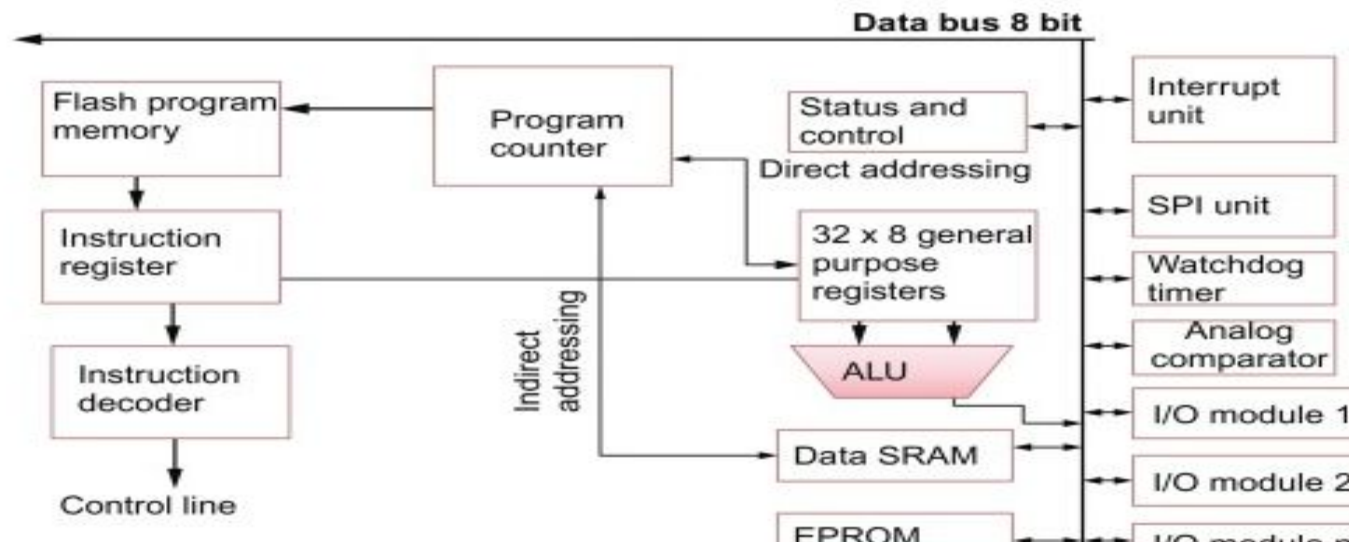 Data bus 8 bit
Flash program
memory
Program
counter
Status and
control
Direct addressing
Interrupt
unit
SPI unit
Instruction
register
32 x 8 general
purpose
registers
Watchdog
timer
Analog
comparator
Indirect
addressing
Instruction
decoder
ALU
I/O module 1
Data SRAM
I/O module 2
Control line
EPROM
I/O module n